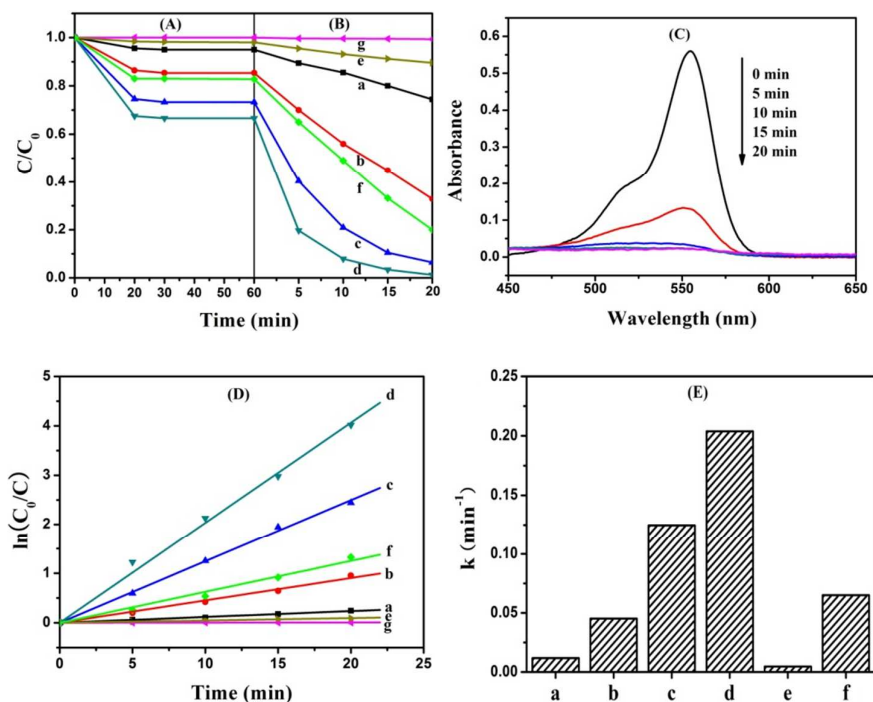 (A) (B)
1.0
0.8
0.6
0.4
0.2
0.0
C/C0
g
e
a
b
f
c
d
0 20 30 40 50 60 5 10 15 20
Time (min)
(C)
0.6
0.5
0.4
0.3
0.2
0.1
0.0
Absorbance
0 min
5 min
10 min
15 min
20 min
450 500 550 600 650
Wavelength (nm)
(D)
5
4
3
2
1
0
ln(C0/C)
d
c
f
b
a
e
g
0 5 10 15 20 25
Time (min)
(E)
0.25
0.20
0.15
0.10
0.05
0.00
k (min-1)
a b c d e f